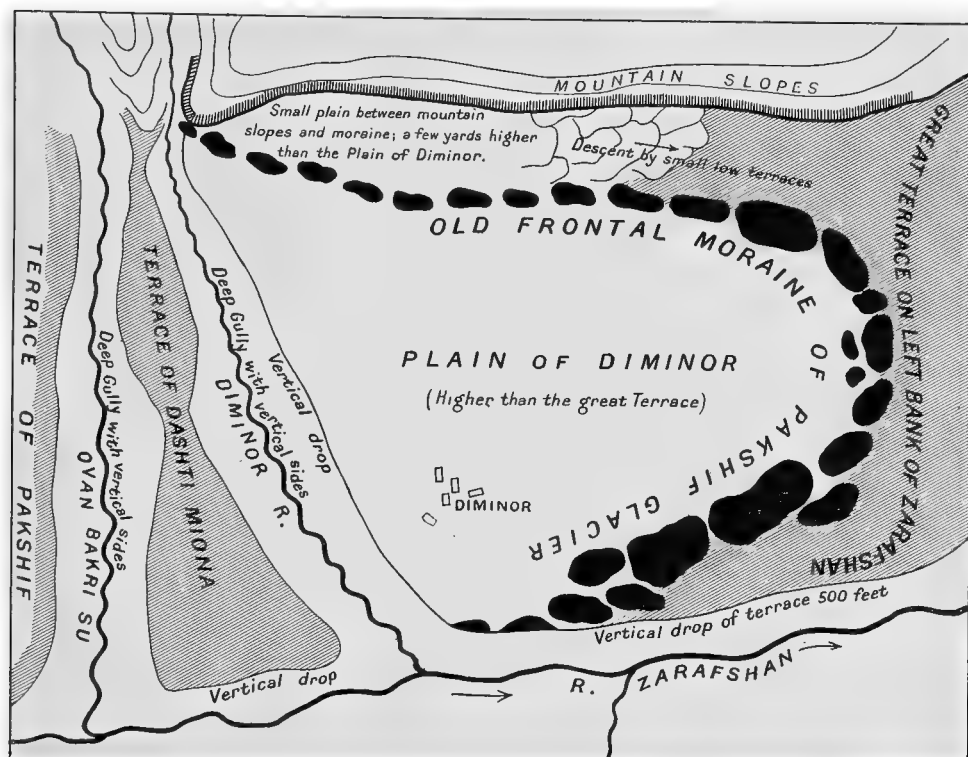 MOUNTAIN SLOPES
Small plain between mountain
slopes and moraine; a few yards higher
than the Plain of Diminor.
Descent by small low terraces
GREAT TERRACE ON LEFT BANK OF ZARAFSHAN
OLD FRONTAL MORAINE OF PAKSHIF GLACIER
TERRACE OF PAKSHIF
Deep Gully with vertical sides
OVAN BAKRI SU
TERRACE OF DASHTI MIONA
Deep Gully with vertical sides
DIMINOR R.
Vertical drop
PLAIN OF DIMINOR
(Higher than the great Terrace)
DIMINOR
Vertical drop of terrace 500 feet
Vertical drop
R. ZARAFSHAN